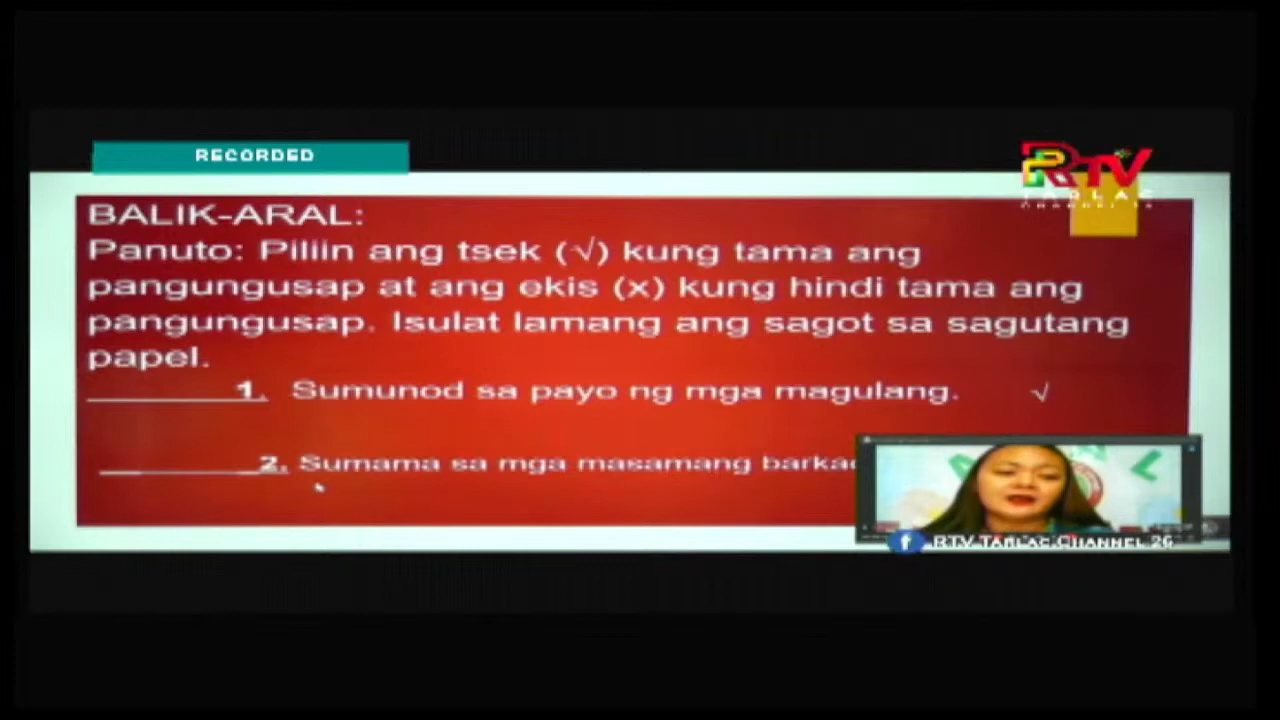 RECORDED
RTV
TARLAC
BALIK-ARAL:
Panuto: Piliin ang tsek (√) kung tama ang
pangungusap at ang ekis (x) kung hindi tama ang
pangungusap. Isulat lamang ang sagot sa sagutang
papel.
1. Sumunod sa payo ng mga magulang. √
2. Sumama sa mga masamang
RTV TARLAC CHANNEL 26